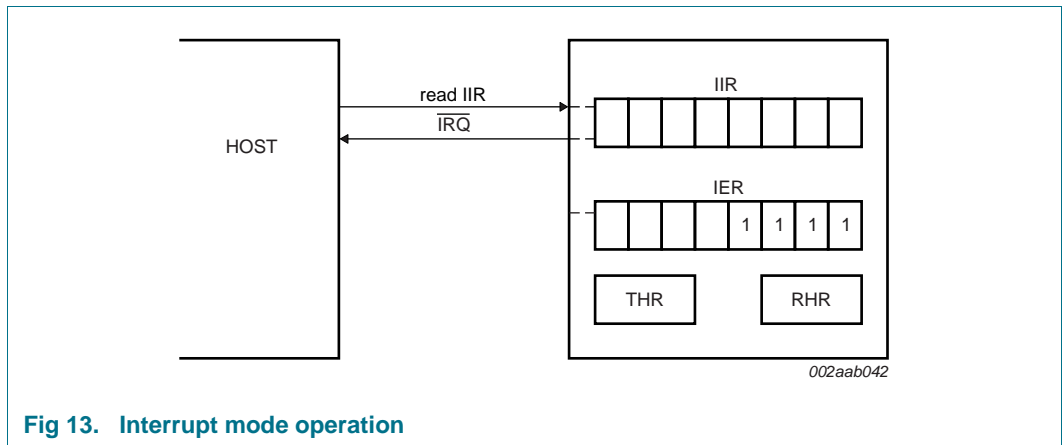 read IIR
IRQ
HOST
IIR
IER
1 1 1 1
THR RHR
002aab042
Fig 13. Interrupt mode operation